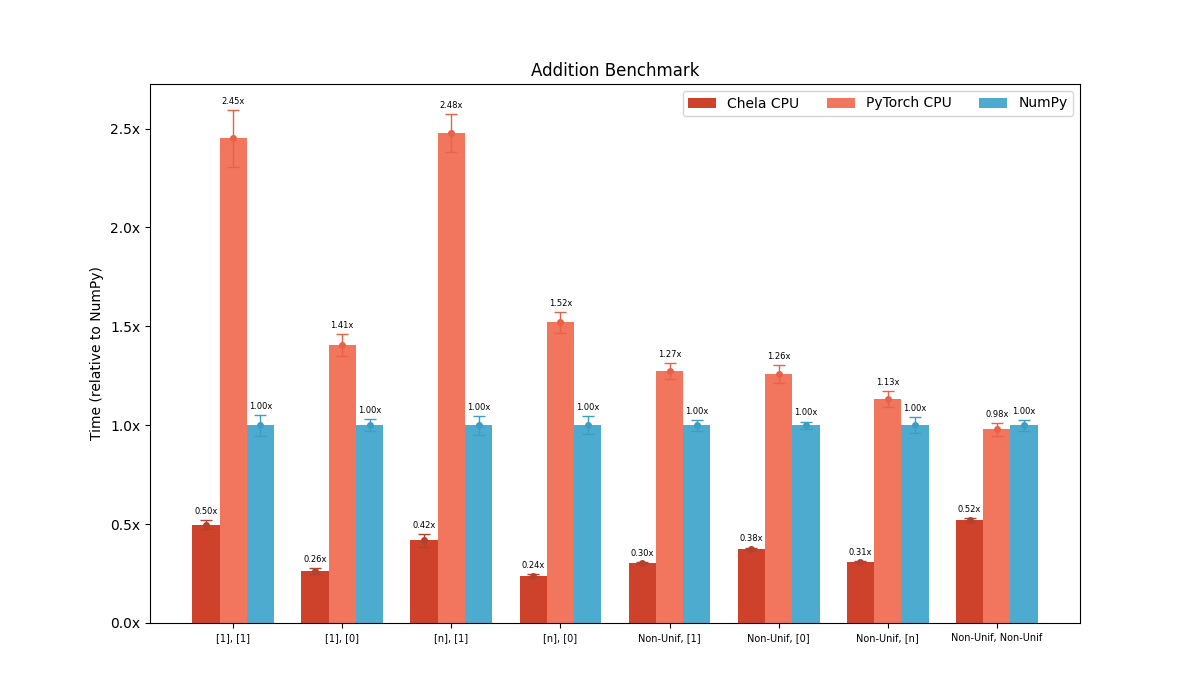 Addition Benchmark
Chela CPU PyTorch CPU NumPy
Time (relative to NumPy)
2.5x
2.0x
1.5x
1.0x
0.5x
0.0x
0.50x 2.45x 1.00x
0.26x 1.41x 1.00x
0.42x 2.48x 1.00x
0.24x 1.52x 1.00x
0.30x 1.27x 1.00x
0.38x 1.26x 1.00x
0.31x 1.13x 1.00x
0.52x 0.98x 1.00x
[1], [1] [1], [0] [n], [1] [n], [0] Non-Unif, [1] Non-Unif, [0] Non-Unif, [n] Non-Unif, Non-Unif